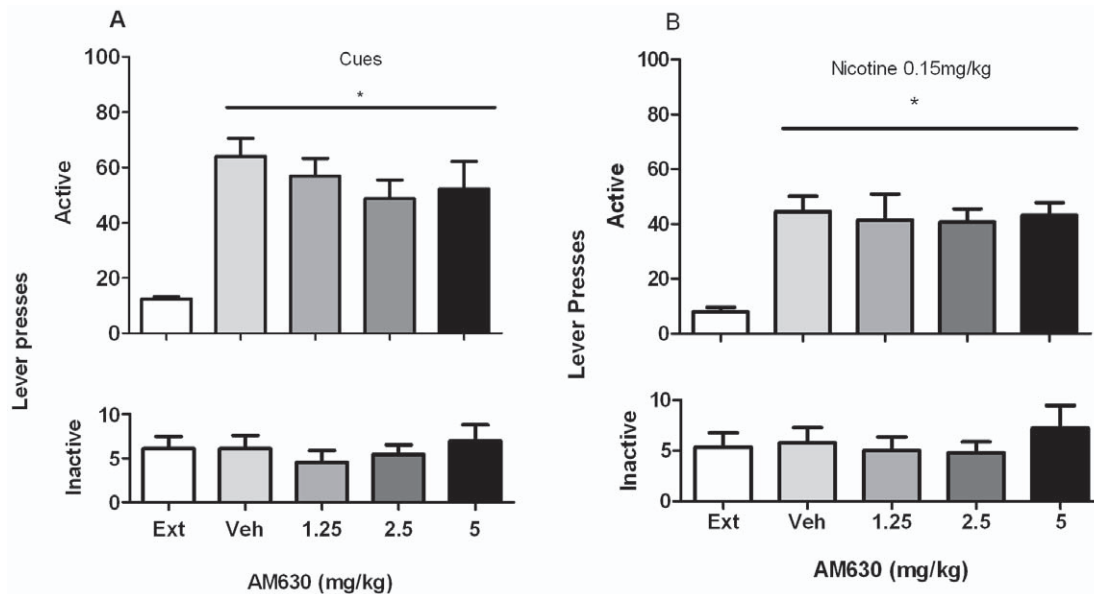 A
Cues
*
100
80
60
40
20
0
Active
Lever presses
10
5
0
Inactive
Ext Veh 1.25 2.5 5
AM630 (mg/kg)
B
Nicotine 0.15mg/kg
*
100
80
60
40
20
0
Active
Lever Presses
10
5
0
Inactive
Ext Veh 1.25 2.5 5
AM630 (mg/kg)